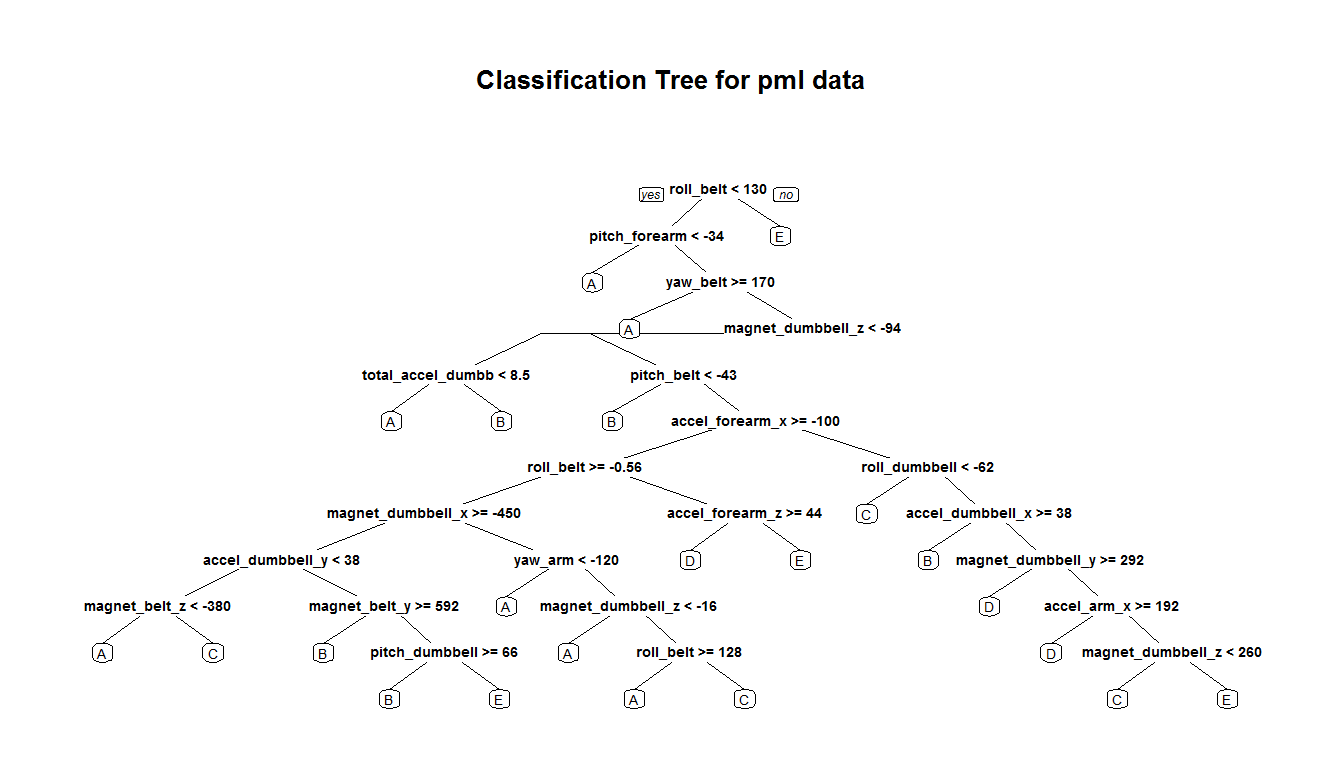 Classification Tree for pml data
yes roll_belt < 130 no
pitch_forearm < -34 E
A yaw_belt >= 170
A magnet_dumbbell_z < -94
total_accel_dumbb < 8.5 pitch_belt < -43
A B B accel_forearm_x >= -100
roll_belt >= -0.56 roll_dumbbell < -62
magnet_dumbbell_x >= -450 accel_forearm_z >= 44 C accel_dumbbell_x >= 38
accel_dumbbell_y < 38 yaw_arm < -120 D E B magnet_dumbbell_y >= 292
magnet_belt_z < -380 magnet_belt_y >= 592 A magnet_dumbbell_z < -16 D accel_arm_x >= 192
A C B pitch_dumbbell >= 66 A roll_belt >= 128 D magnet_dumbbell_z < 260
B E A C C E